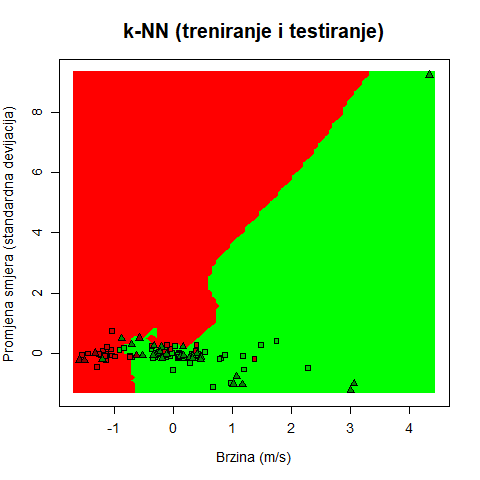 k-NN (treniranje i testiranje)
Promjena smjera (standardna devijacija)
8
6
4
2
0
-1 0 1 2 3 4
Brzina (m/s)